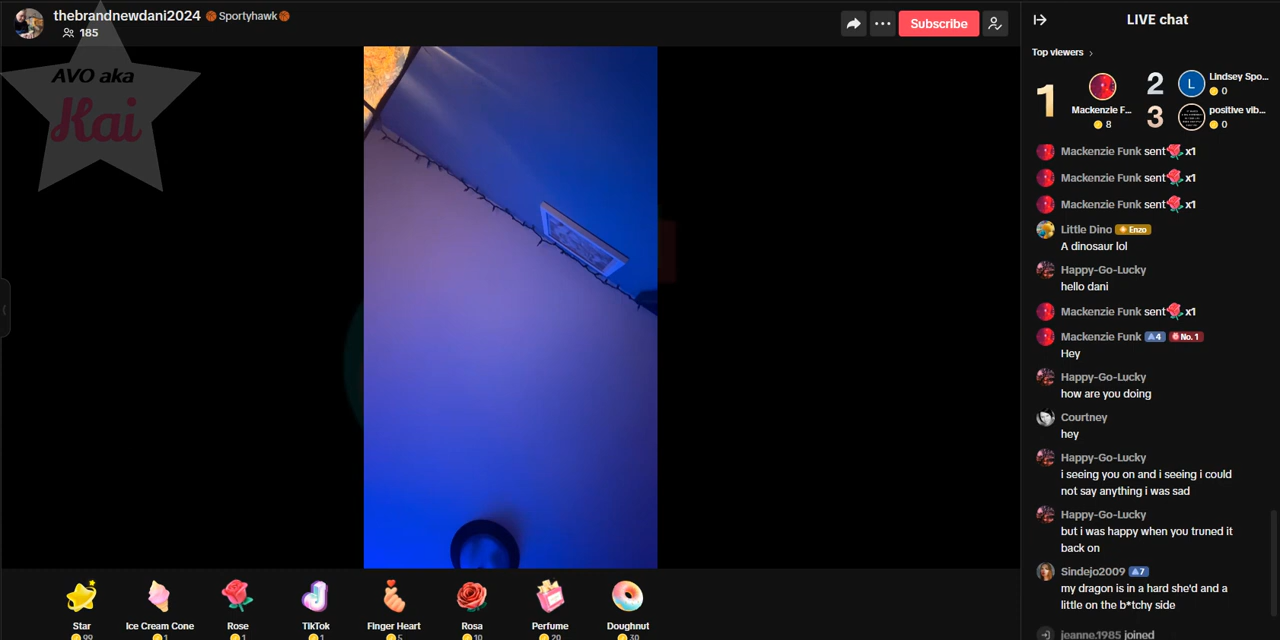 thebrandnewdani2024 🏀 Sportyhawk🏀
185
Subscribe
AVO aka
Kai
LIVE chat
Top viewers
1
Mackenzie F...
8
2
L
Lindsey Spo...
0
3
positive vib...
0
Mackenzie Funk sent x1
Mackenzie Funk sent x1
Mackenzie Funk sent x1
Little Dino Enzo
A dinosaur lol
Happy-Go-Lucky
hello dani
Mackenzie Funk sent x1
Mackenzie Funk 4 No. 1
Hey
Happy-Go-Lucky
how are you doing
Courtney
hey
Happy-Go-Lucky
i seeing you on and i seeing i could
not say anything i was sad
Happy-Go-Lucky
but i was happy when you truned it
back on
Sindejo2009 7
my dragon is in a hard she'd and a
little on the b*tchy side
jeanne.1985 joined
Star
99
Ice Cream Cone
1
Rose
1
TikTok
1
Finger Heart
5
Rosa
10
Perfume
20
Doughnut
30